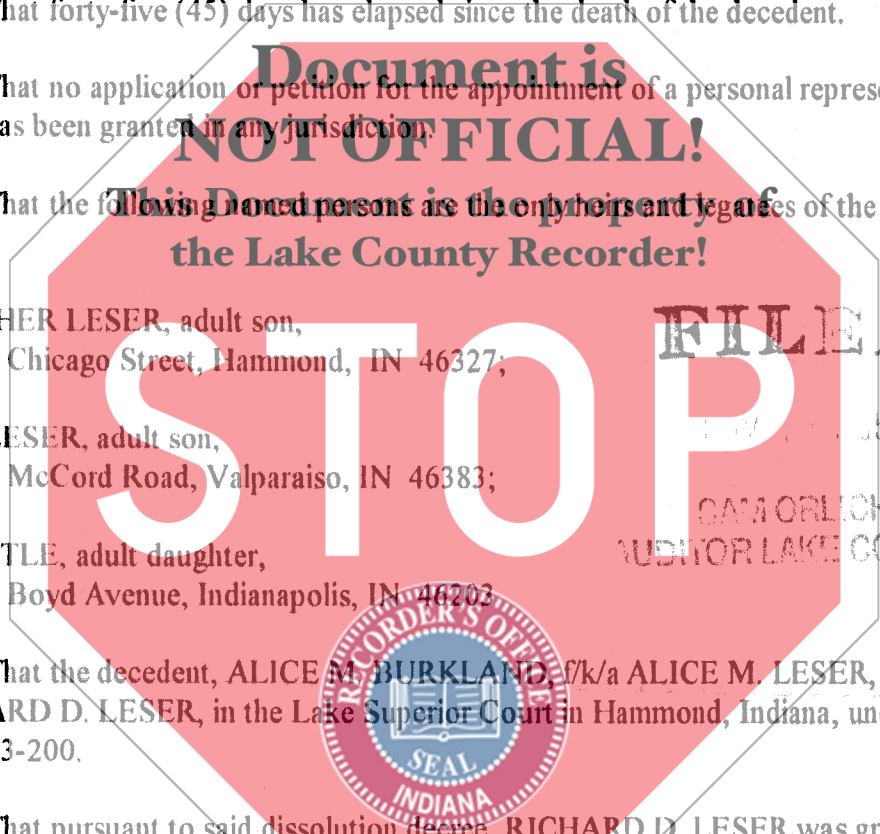 hat forty-five (45) days has elapsed since the death of the decedent.
Document is
hat no application or petition for the appointment of a personal represe
as been granted in any jurisdiction.
NOT OFFICIAL!
hat the following named persons are the only heirs and legatees of the
This Document is the property of
the Lake County Recorder!
HER LESER, adult son,
FILE
Chicago Street, Hammond, IN 46327;
STOP
ESER, adult son,
McCord Road, Valparaiso, IN 46383;
AUDITOR LAKE CO
TLE, adult daughter,
Boyd Avenue, Indianapolis, IN 46203
RECORDER'S OFFICE
SEAL
INDIANA
hat the decedent, ALICE M. BURKLAND, f/k/a ALICE M. LESER,
ARD D. LESER, in the Lake Superior Court in Hammond, Indiana, un
3-200.
hat pursuant to said dissolution decree, RICHARD D. LESER was gr